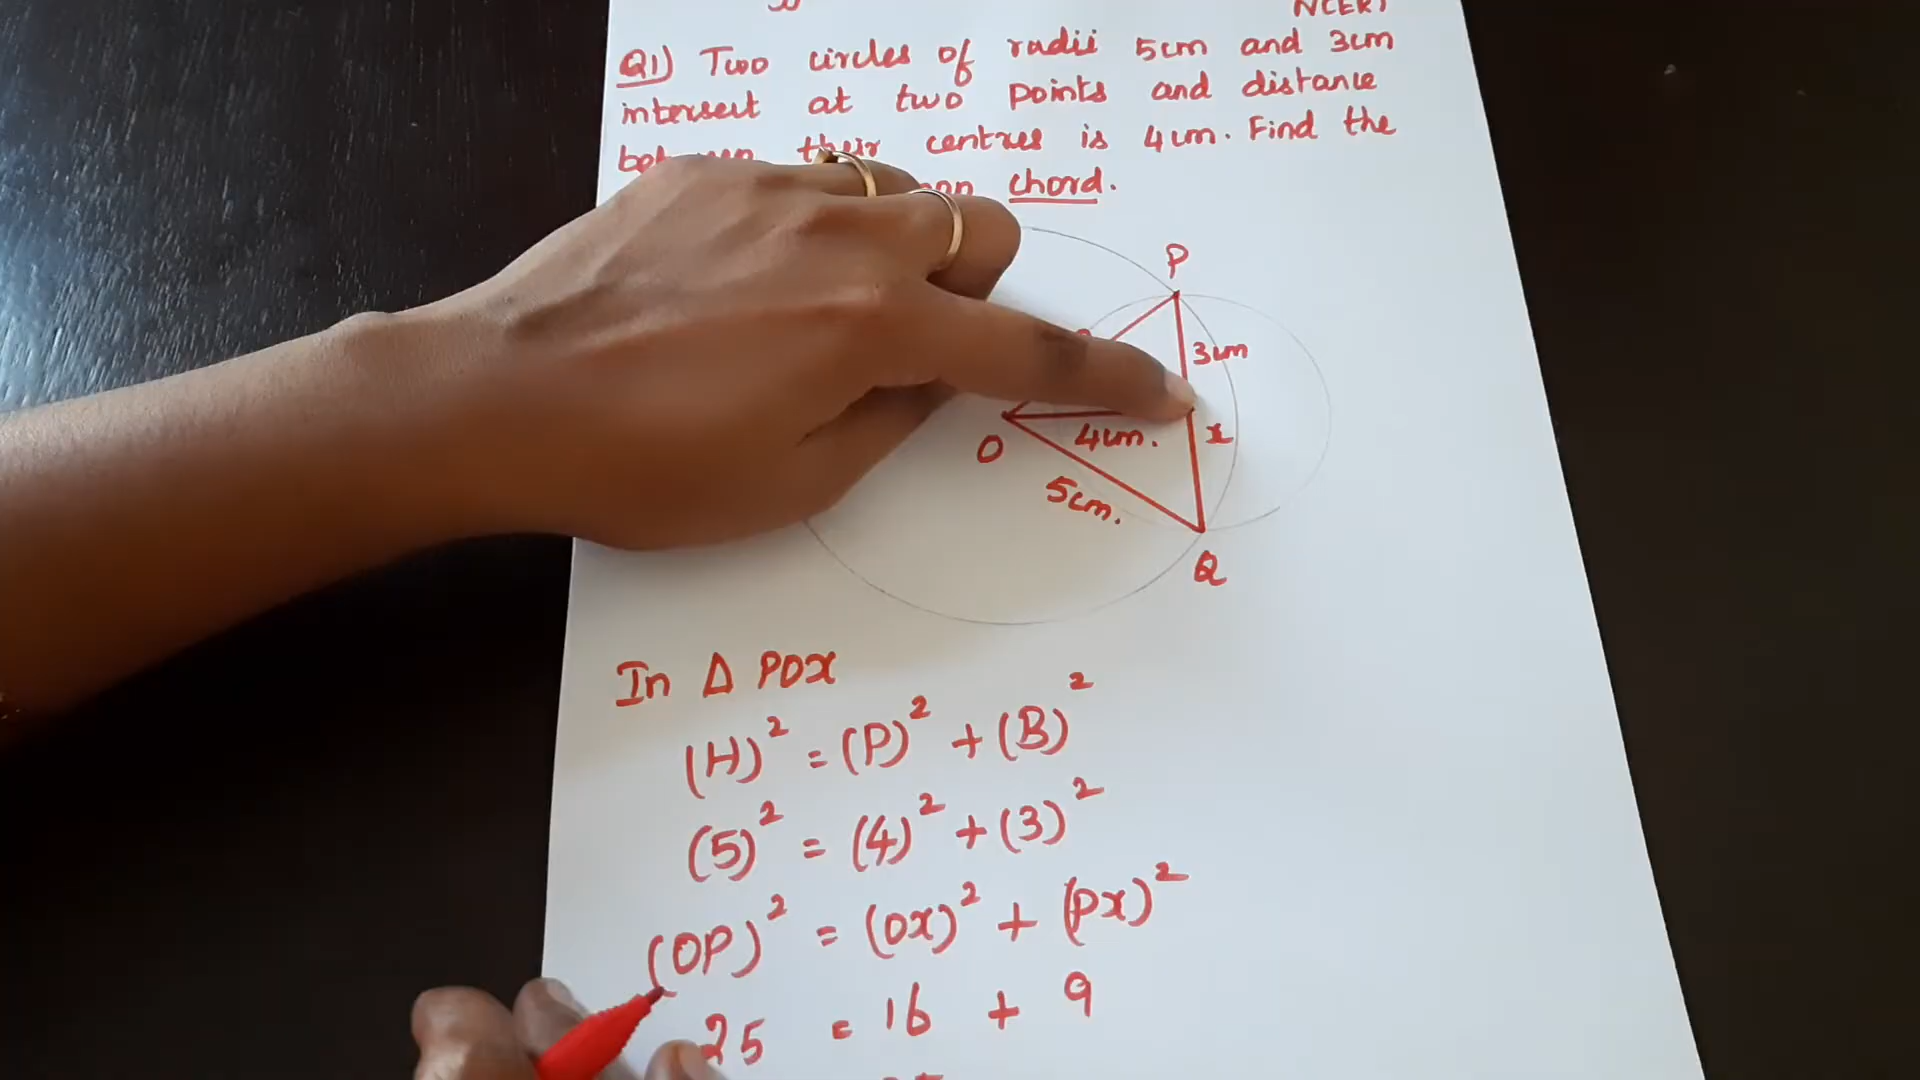 NCERT
Q1) Two circles of radii 5cm and 3cm
intersect at two points and distance
their centres is 4cm. Find the
chord.
P
3cm
4cm.
x
O
5cm.
Q
In Δ POX
(H)² = (P)² + (B)²
(5)² = (4)² + (3)²
(OP)² = (OX)² + (PX)²
25 = 16 + 9